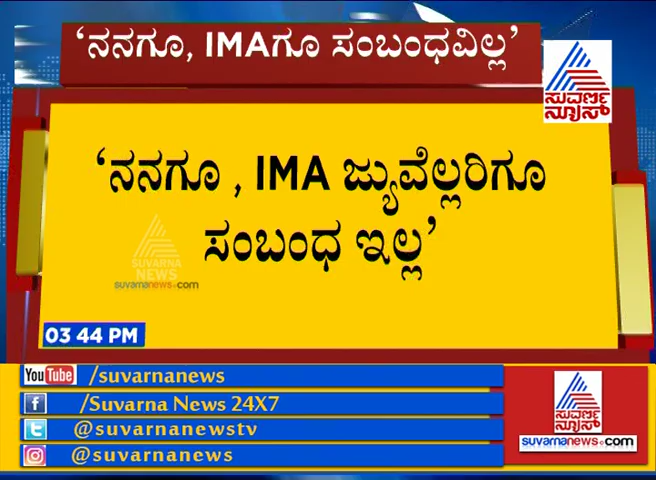 ‘ನನಗೂ, IMAಗೂ ಸಂಬಂಧವಿಲ್ಲ’
ಸುವರ್ಣ
ನ್ಯೂಸ್
‘ನನಗೂ , IMA ಜ್ಯುವೆಲ್ಲರಿಗೂ
ಸಂಬಂಧ ಇಲ್ಲ’
SUVARNA
NEWS
suvarnanews.com
03 44 PM
YouTube /suvarnanews
f /Suvarna News 24X7
@suvarnanewstv
@suvarnanews
ಸುವರ್ಣ
ನ್ಯೂಸ್
suvarnanews.com